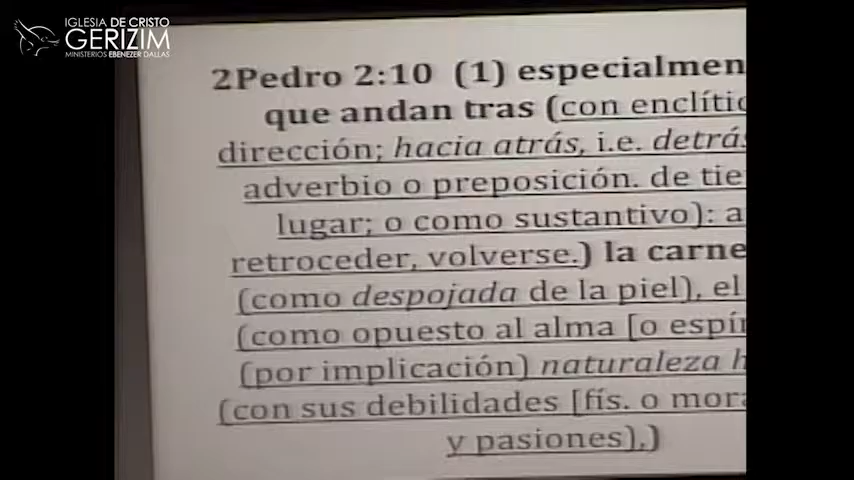 IGLESIA DE CRISTO
GERIZIM
MINISTERIOS EBENEZER DALLAS
2Pedro 2:10 (1) especialmen
que andan tras (con enclític
dirección; hacia atrás, i.e. detrás
adverbio o preposición. de tie
lugar; o como sustantivo): a
retroceder, volverse.) la carne
(como despojada de la piel), el
(como opuesto al alma [o espír
(por implicación) naturaleza h
(con sus debilidades [fís. o mora
y pasiones).)